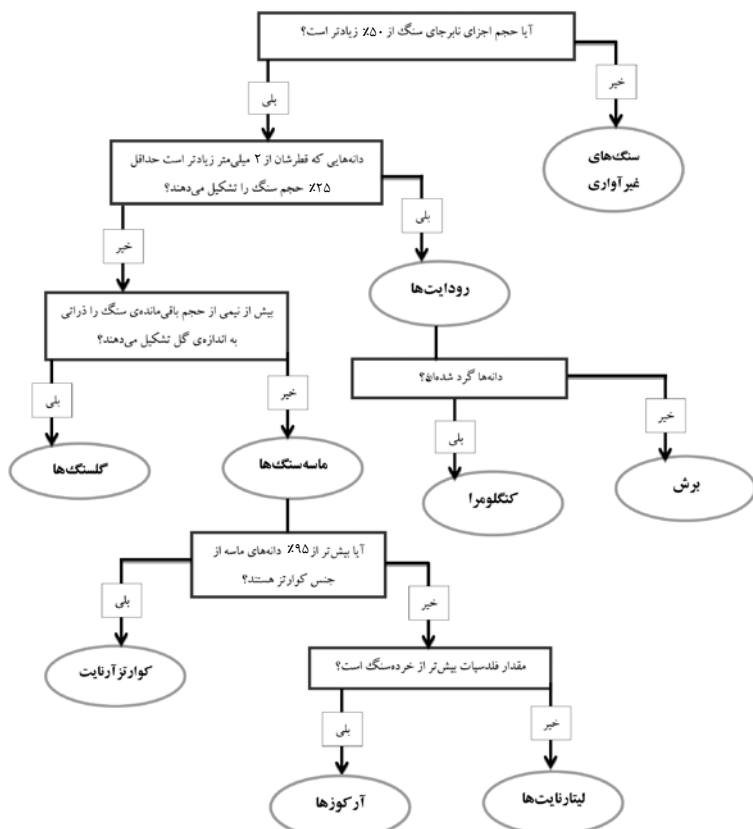 آیا حجم اجزای نابرجای سنگ از ۵۰٪ زیادتر است؟
بلی
خیر
سنگ‌های
غیرآواری
دانه‌هایی که قطرشان از ۲ میلی‌متر زیادتر است حداقل
۲۵٪ حجم سنگ را تشکیل می‌دهند؟
خیر
بلی
رودایت‌ها
بیش از نیمی از حجم باقی‌مانده‌ی سنگ را ذراتی
به اندازه‌ی گل تشکیل می‌دهند؟
دانه‌ها گرد شده‌اند؟
بلی
خیر
بلی
خیر
گلسنگ‌ها
ماسه‌سنگ‌ها
کنگلومرا
برش
آیا بیش‌تر از ۹۵٪ دانه‌های ماسه از
جنس کوارتز هستند؟
بلی
خیر
کوارتزآرنایت
مقدار فلدسپات بیش‌تر از خرده‌سنگ است؟
بلی
خیر
آرکوزها
لیتارنایت‌ها